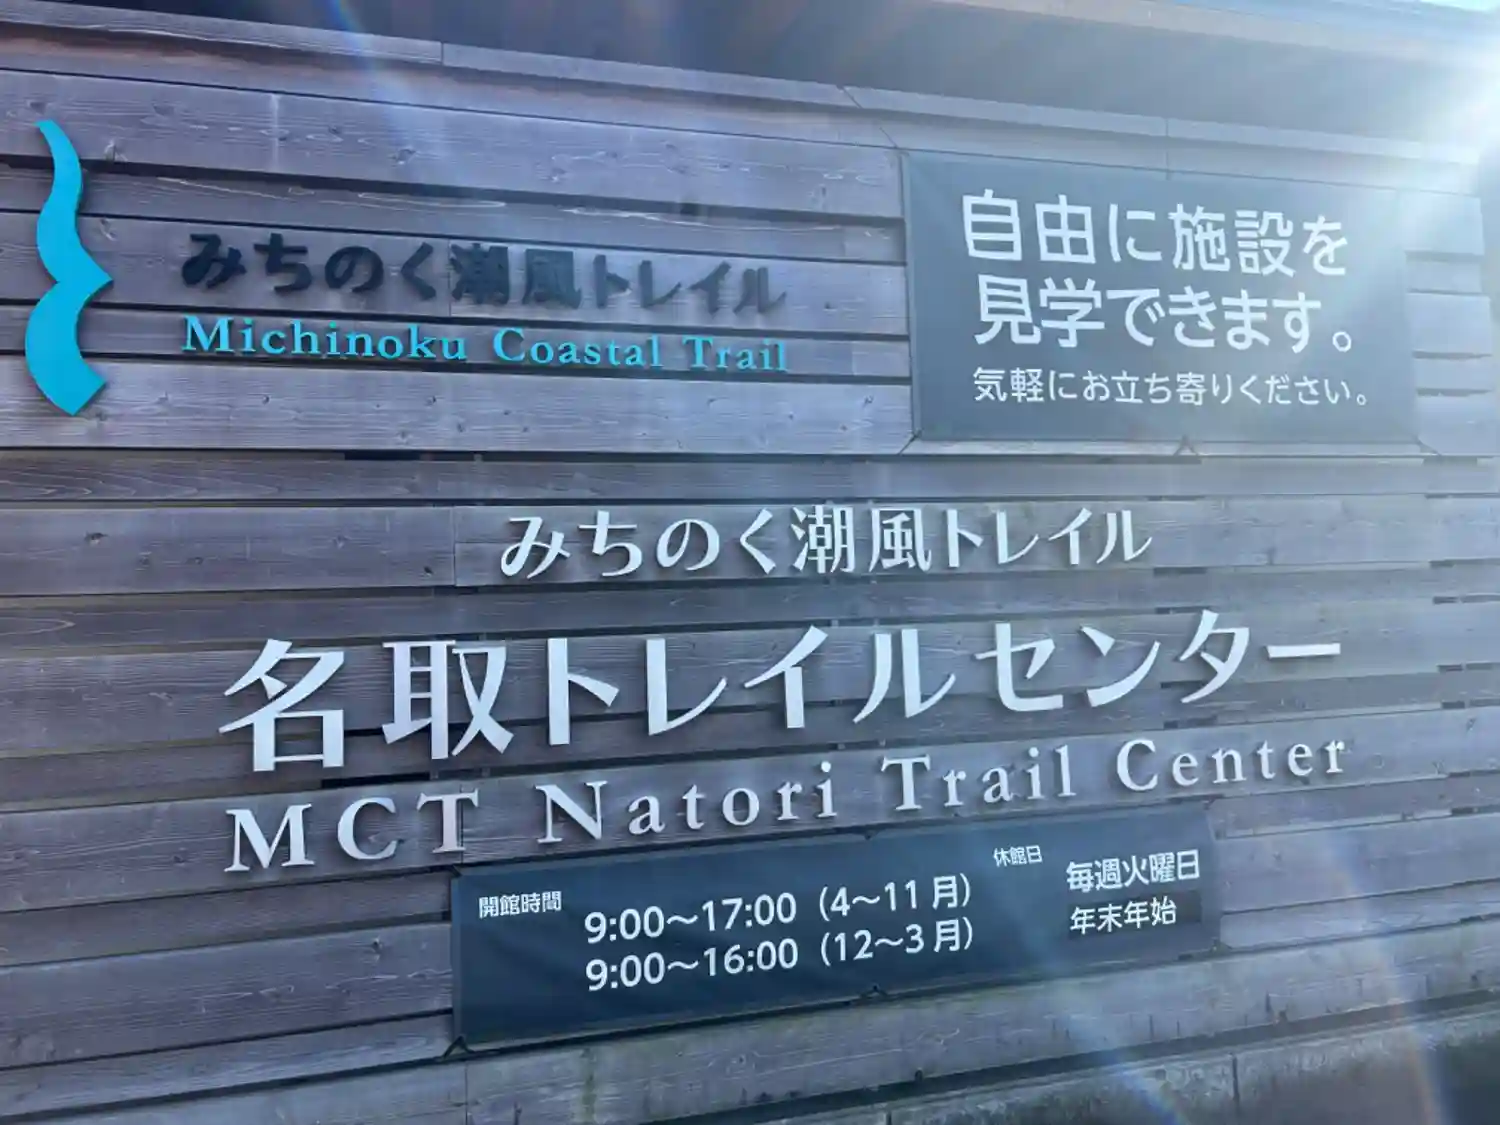 みちのく潮風トレイル
Michinoku Coastal Trail
自由に施設を
見学できます。
気軽にお立ち寄りください。
みちのく潮風トレイル
名取トレイルセンター
MCT Natori Trail Center
開館時間
9:00～17:00（4～11月）
9:00～16:00（12～3月）
休館日
毎週火曜日
年末年始